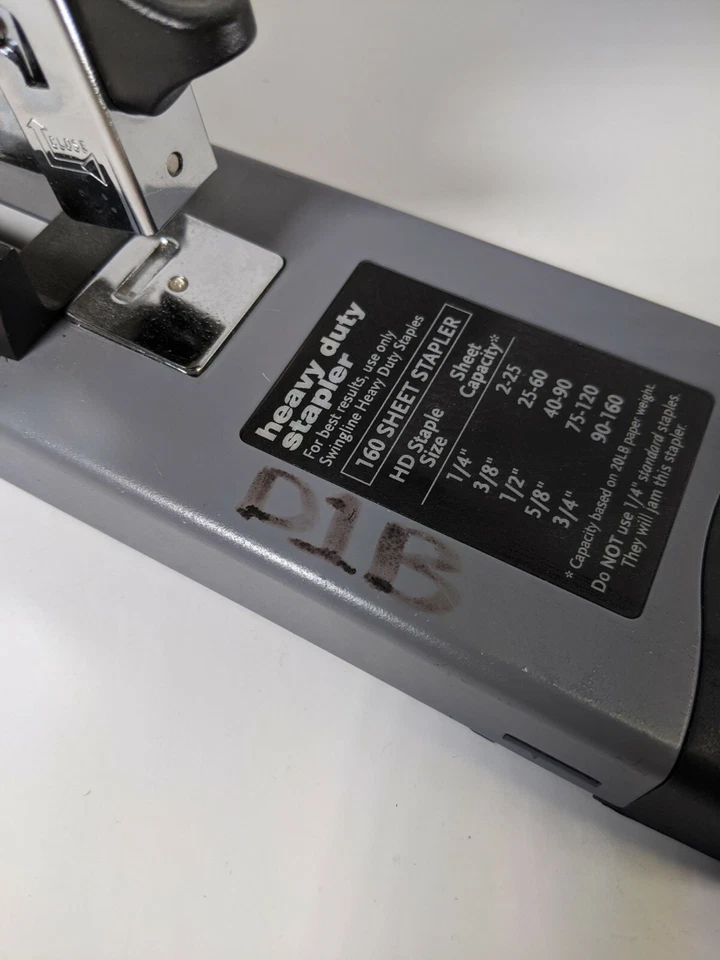 CLOSE
heavy duty
stapler
For best results, use only
Swingline Heavy Duty Staples
160 SHEET STAPLER
HD Staple Size Sheet Capacity*
1/4" 2-25
3/8" 25-60
1/2" 40-90
5/8" 75-120
3/4" 90-160
* Capacity based on 20LB paper weight.
Do NOT use 1/4" standard staples.
They will jam this stapler.
D1B